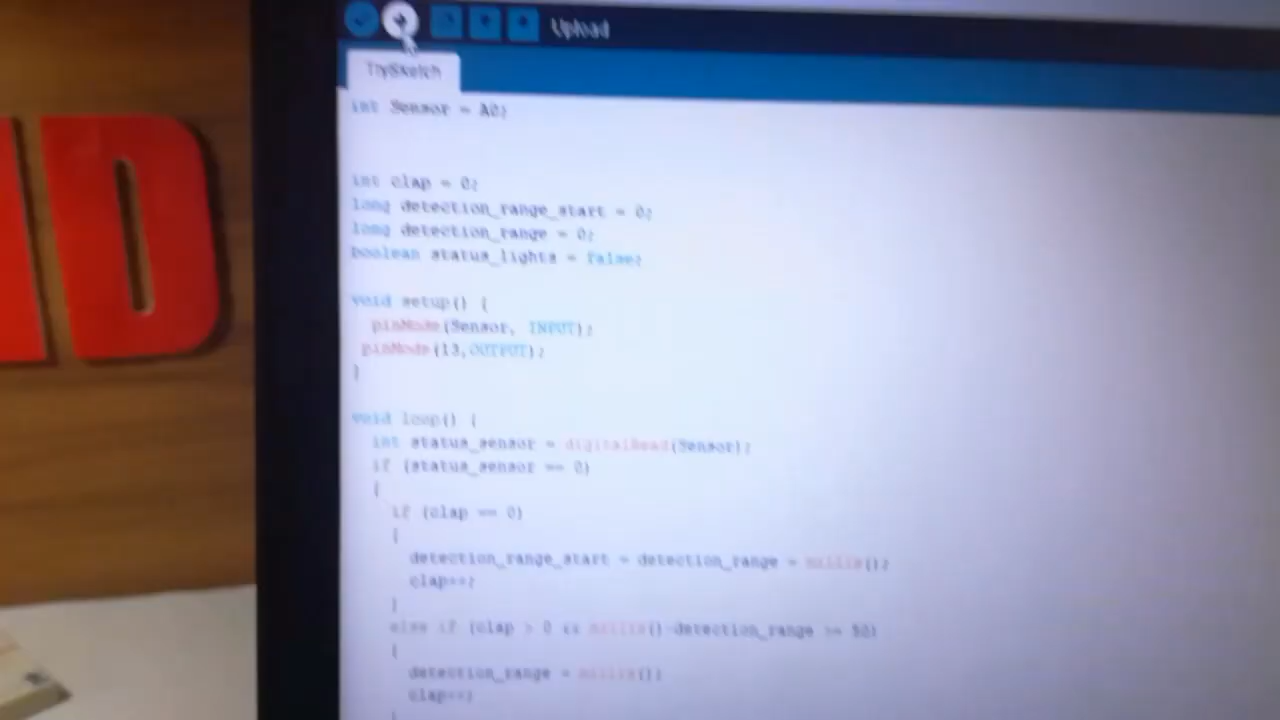 Upload
TrySketch
ID
int Sensor = A0;
int clap = 0;
long detection_range_start = 0;
long detection_range = 0;
boolean status_lights = false;
void setup() {
pinMode(Sensor, INPUT);
pinMode(13,OUTPUT);
}
void loop() {
int status_sensor = digitalRead(Sensor);
if (status_sensor == 0)
{
if (clap == 0)
{
detection_range_start = detection_range = millis();
clap++;
}
else if (clap > 0 && millis()-detection_range >= 50)
{
detection_range = millis();
clap++;
}